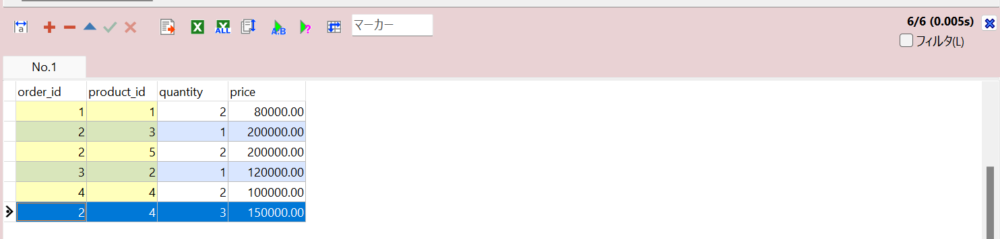 a
ALL
A:B
?
マーカー
6/6 (0.005s)
フィルタ(L)
No.1
order_id product_id quantity price
1 1 2 80000.00
2 3 1 200000.00
2 5 2 200000.00
3 2 1 120000.00
4 4 2 100000.00
2 4 3 150000.00